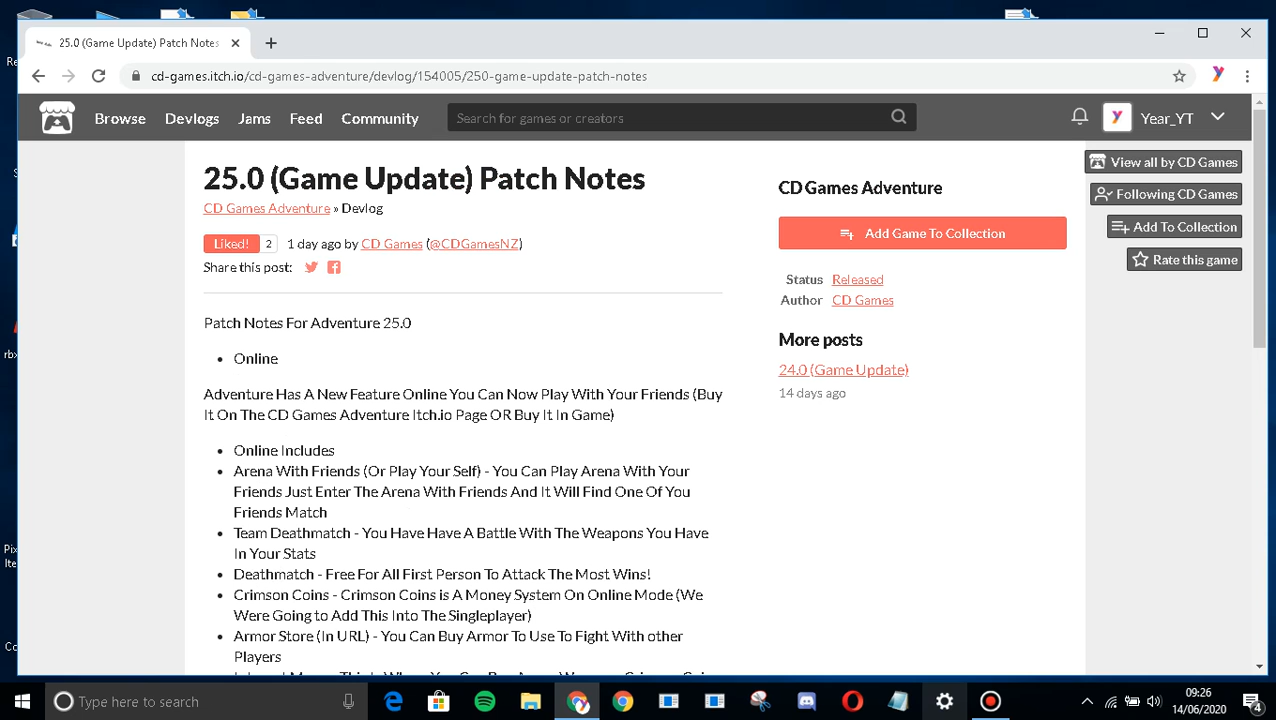 25.0 (Game Update) Patch Notes
cd-games.itch.io/cd-games-adventure/devlog/154005/250-game-update-patch-notes
Browse Devlogs Jams Feed Community Search for games or creators Year_YT
View all by CD Games
Following CD Games
Add To Collection
Rate this game
25.0 (Game Update) Patch Notes
CD Games Adventure » Devlog
Liked! 2 1 day ago by CD Games (@CDGamesNZ)
Share this post:
Patch Notes For Adventure 25.0
Online
Adventure Has A New Feature Online You Can Now Play With Your Friends (Buy
It On The CD Games Adventure Itch.io Page OR Buy It In Game)
Online Includes
Arena With Friends (Or Play Your Self) - You Can Play Arena With Your
Friends Just Enter The Arena With Friends And It Will Find One Of You
Friends Match
Team Deathmatch - You Have Have A Battle With The Weapons You Have
In Your Stats
Deathmatch - Free For All First Person To Attack The Most Wins!
Crimson Coins - Crimson Coins is A Money System On Online Mode (We
Were Going to Add This Into The Singleplayer)
Armor Store (In URL) - You Can Buy Armor To Use To Fight With other
Players
CD Games Adventure
Add Game To Collection
Status Released
Author CD Games
More posts
24.0 (Game Update)
14 days ago
Type here to search
09:26
14/06/2020
4